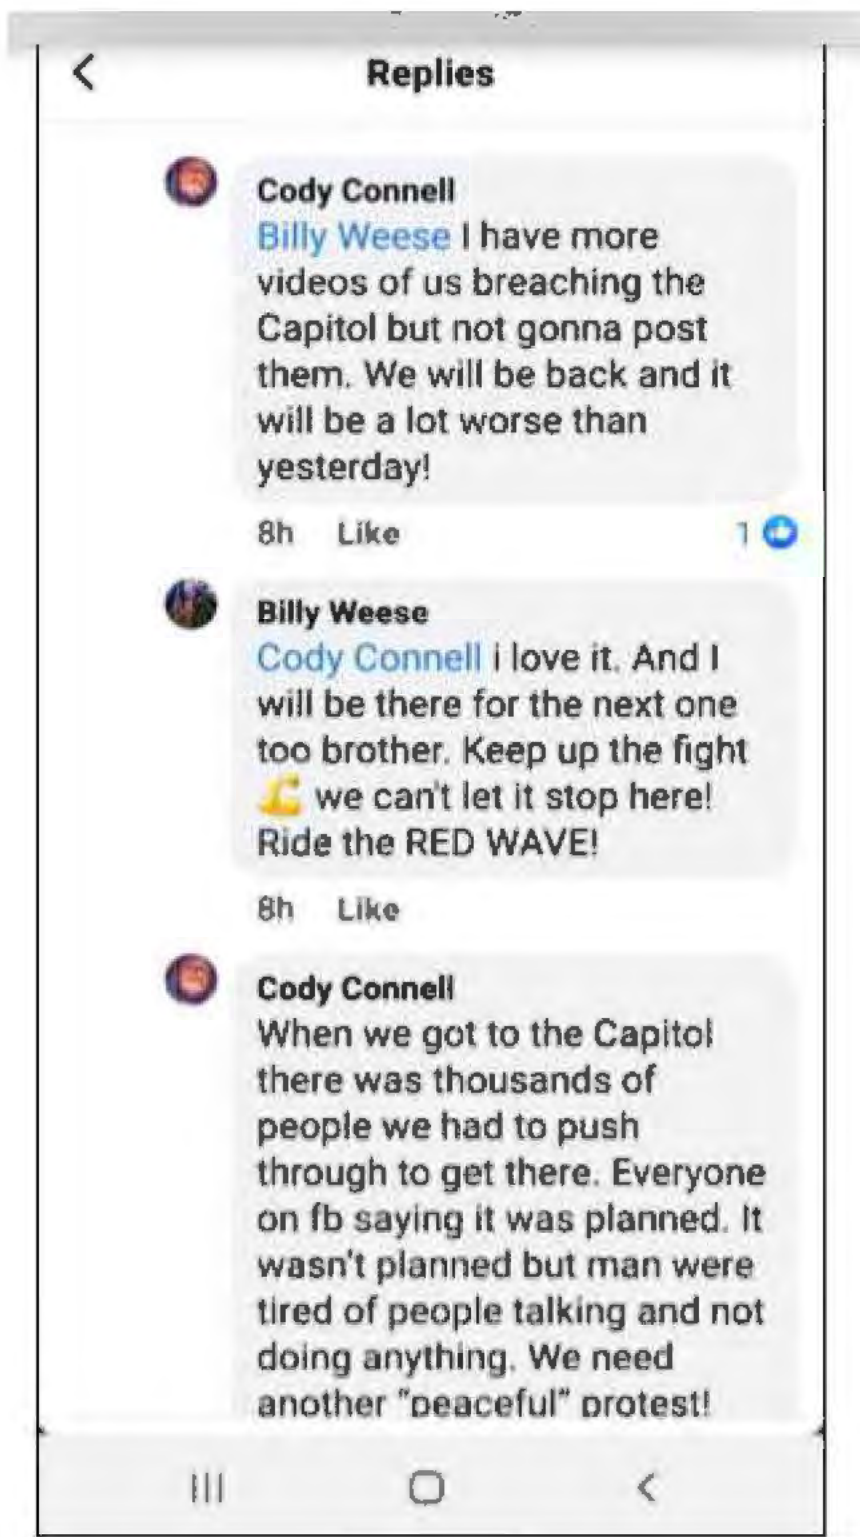 Replies
Cody Connell
Billy Weese I have more
videos of us breaching the
Capitol but not gonna post
them. We will be back and it
will be a lot worse than
yesterday!
8h Like 1
Billy Weese
Cody Connell i love it. And I
will be there for the next one
too brother. Keep up the fight
💪 we can't let it stop here!
Ride the RED WAVE!
8h Like
Cody Connell
When we got to the Capitol
there was thousands of
people we had to push
through to get there. Everyone
on fb saying it was planned. It
wasn't planned but man were
tired of people talking and not
doing anything. We need
another "peaceful" protest!